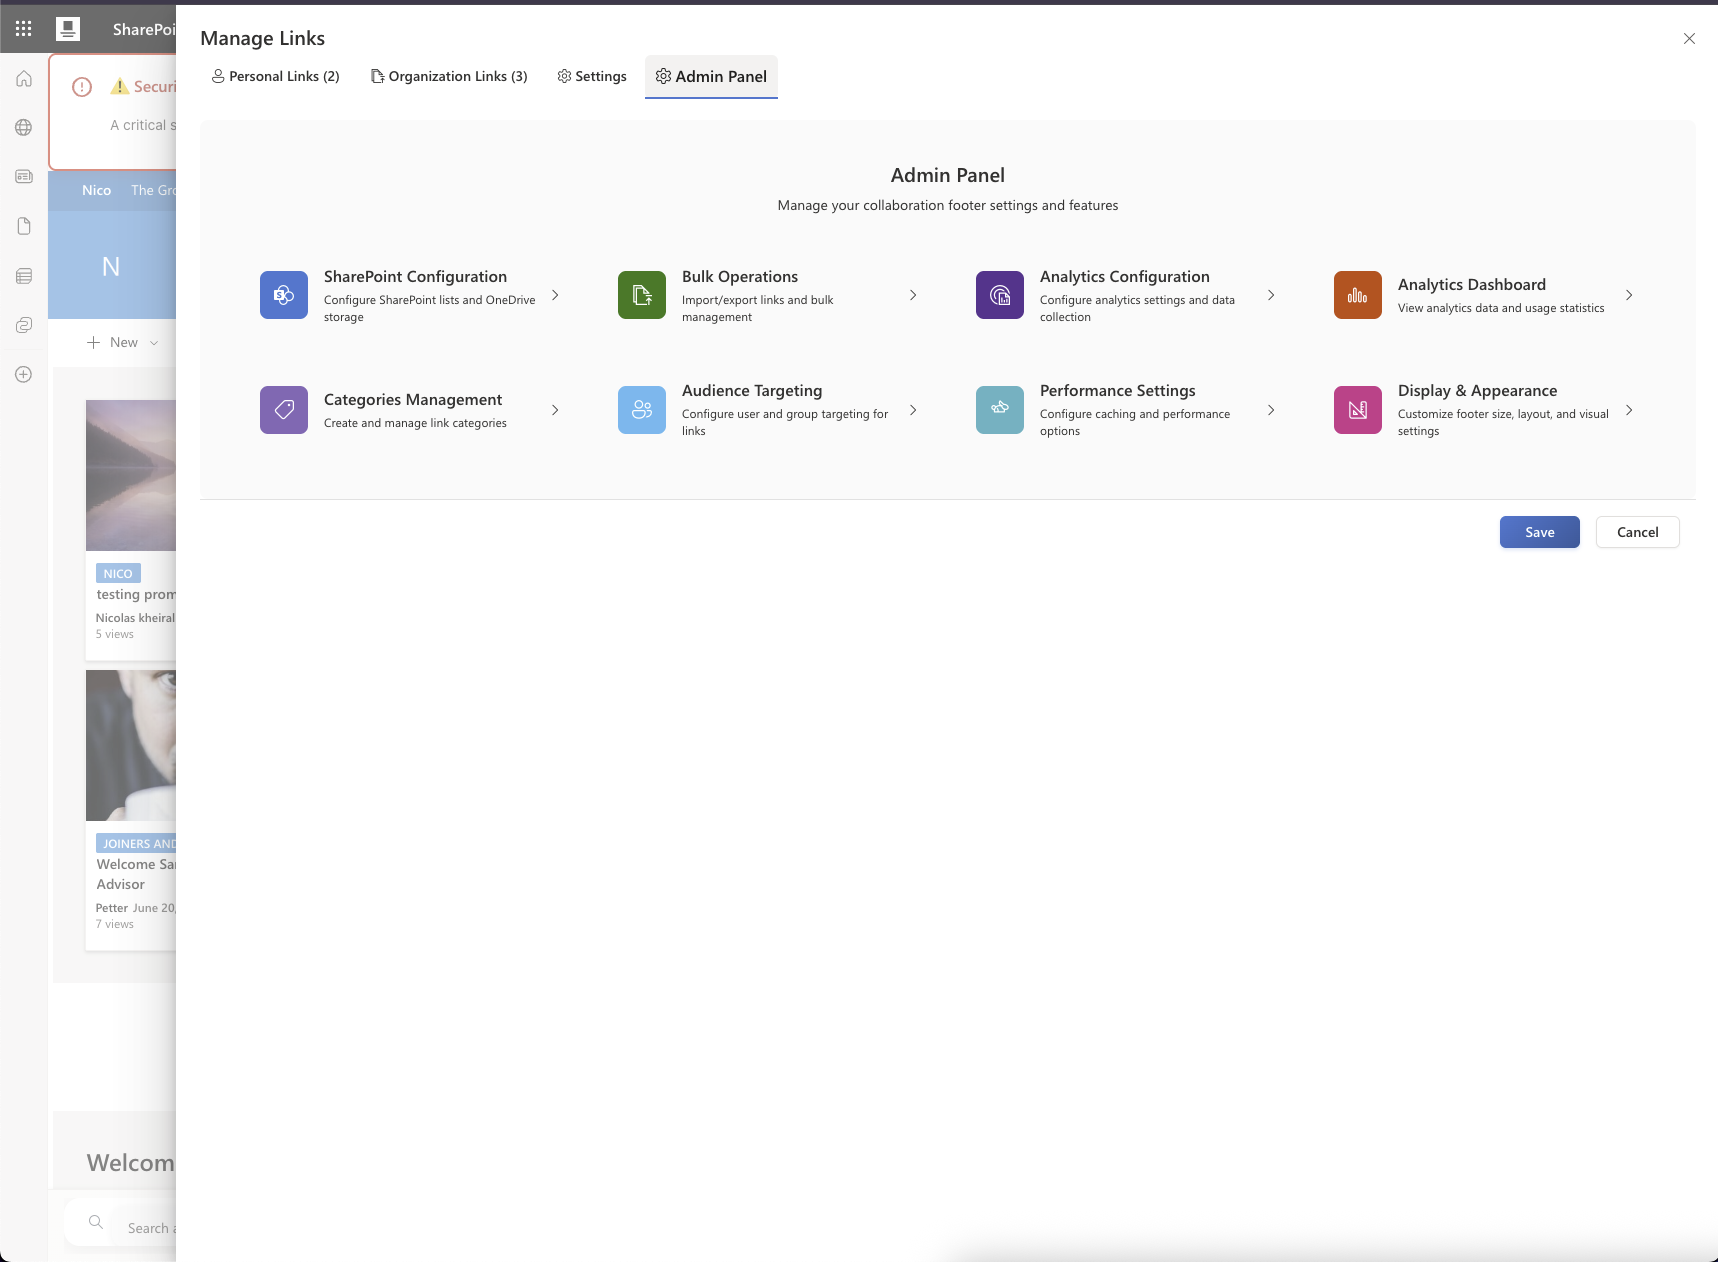 SharePoi
Manage Links
Personal Links (2)
Organization Links (3)
Settings
Admin Panel
Securi
A critical s
Nico
The Gro
N
New
NICO
testing prom
Nicolas kheiral
5 views
JOINERS AND
Welcome Sar
Advisor
Petter June 20,
7 views
Welcom
Search a
Admin Panel
Manage your collaboration footer settings and features
SharePoint Configuration
Configure SharePoint lists and OneDrive
storage
Bulk Operations
Import/export links and bulk
management
Analytics Configuration
Configure analytics settings and data
collection
Analytics Dashboard
View analytics data and usage statistics
Categories Management
Create and manage link categories
Audience Targeting
Configure user and group targeting for
links
Performance Settings
Configure caching and performance
options
Display & Appearance
Customize footer size, layout, and visual
settings
Save
Cancel